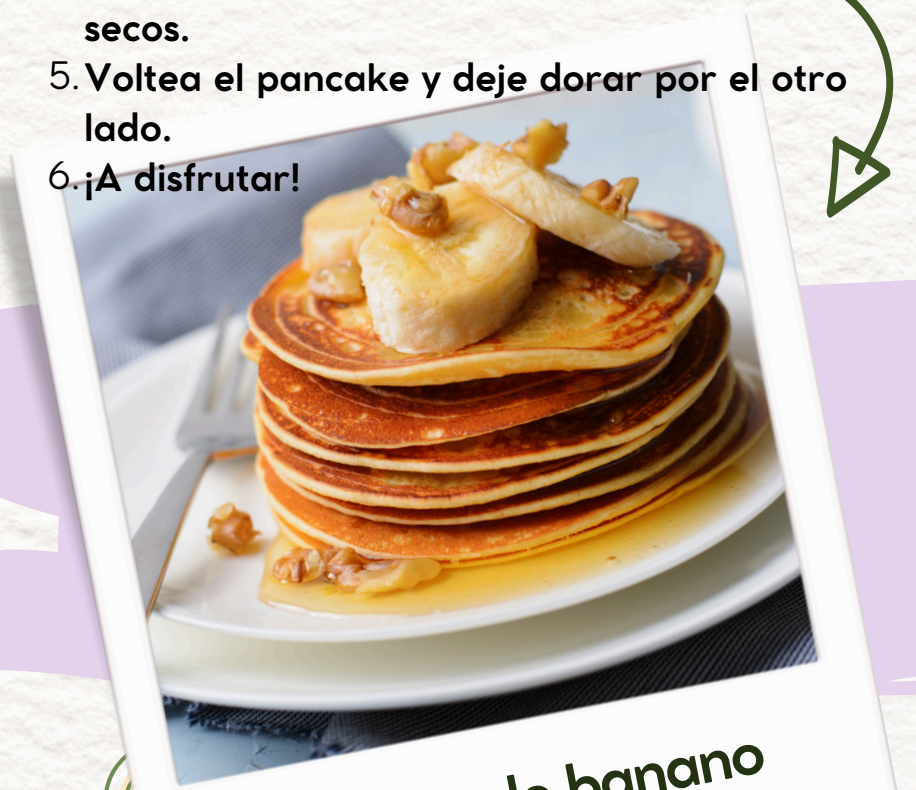 secos.
5. Voltea el pancake y deje dorar por el otro
lado.
6. ¡A disfrutar!
banano